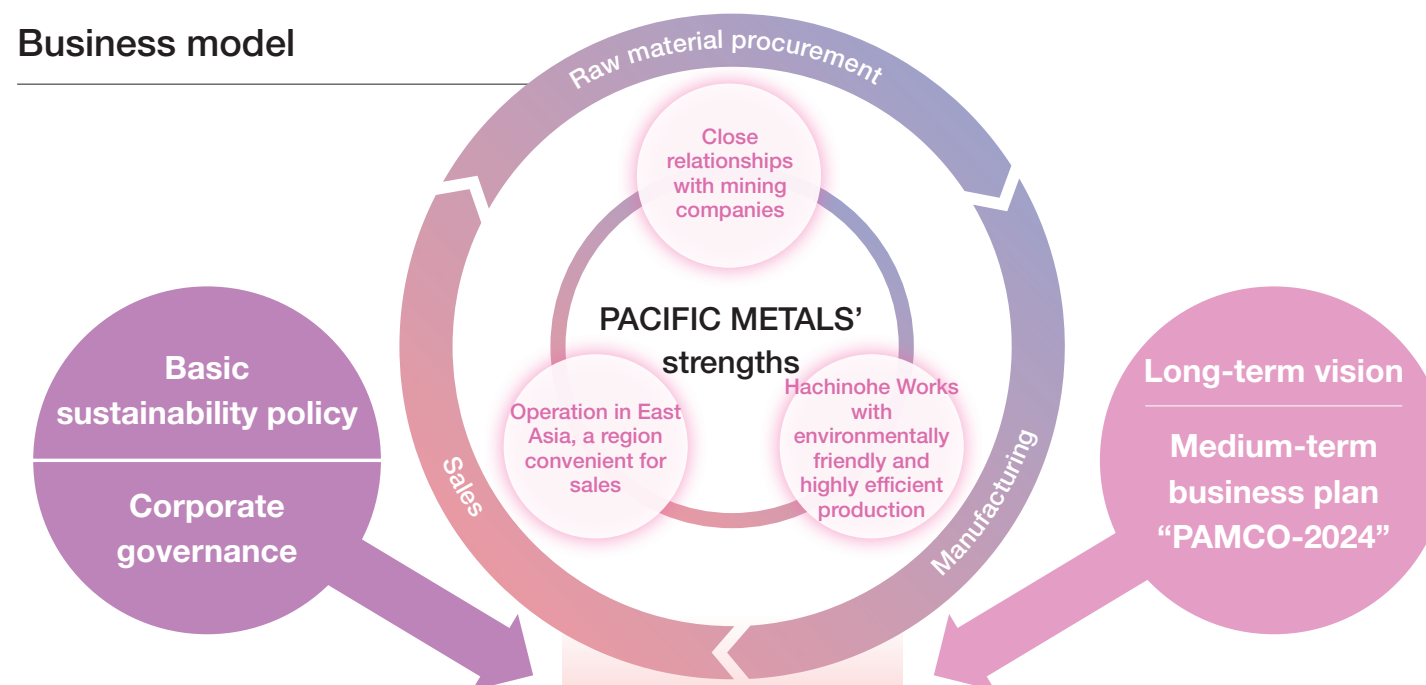 Business model
Raw material procurement
Close
relationships
with mining
companies
PACIFIC METALS’
strengths
Operation in East
Asia, a region
convenient for
sales
Hachinohe Works
with
environmentally
friendly and
highly efficient
production
Sales
Manufacturing
Basic
sustainability policy
Corporate
governance
Long-term vision
Medium-term
business plan
“PAMCO-2024”